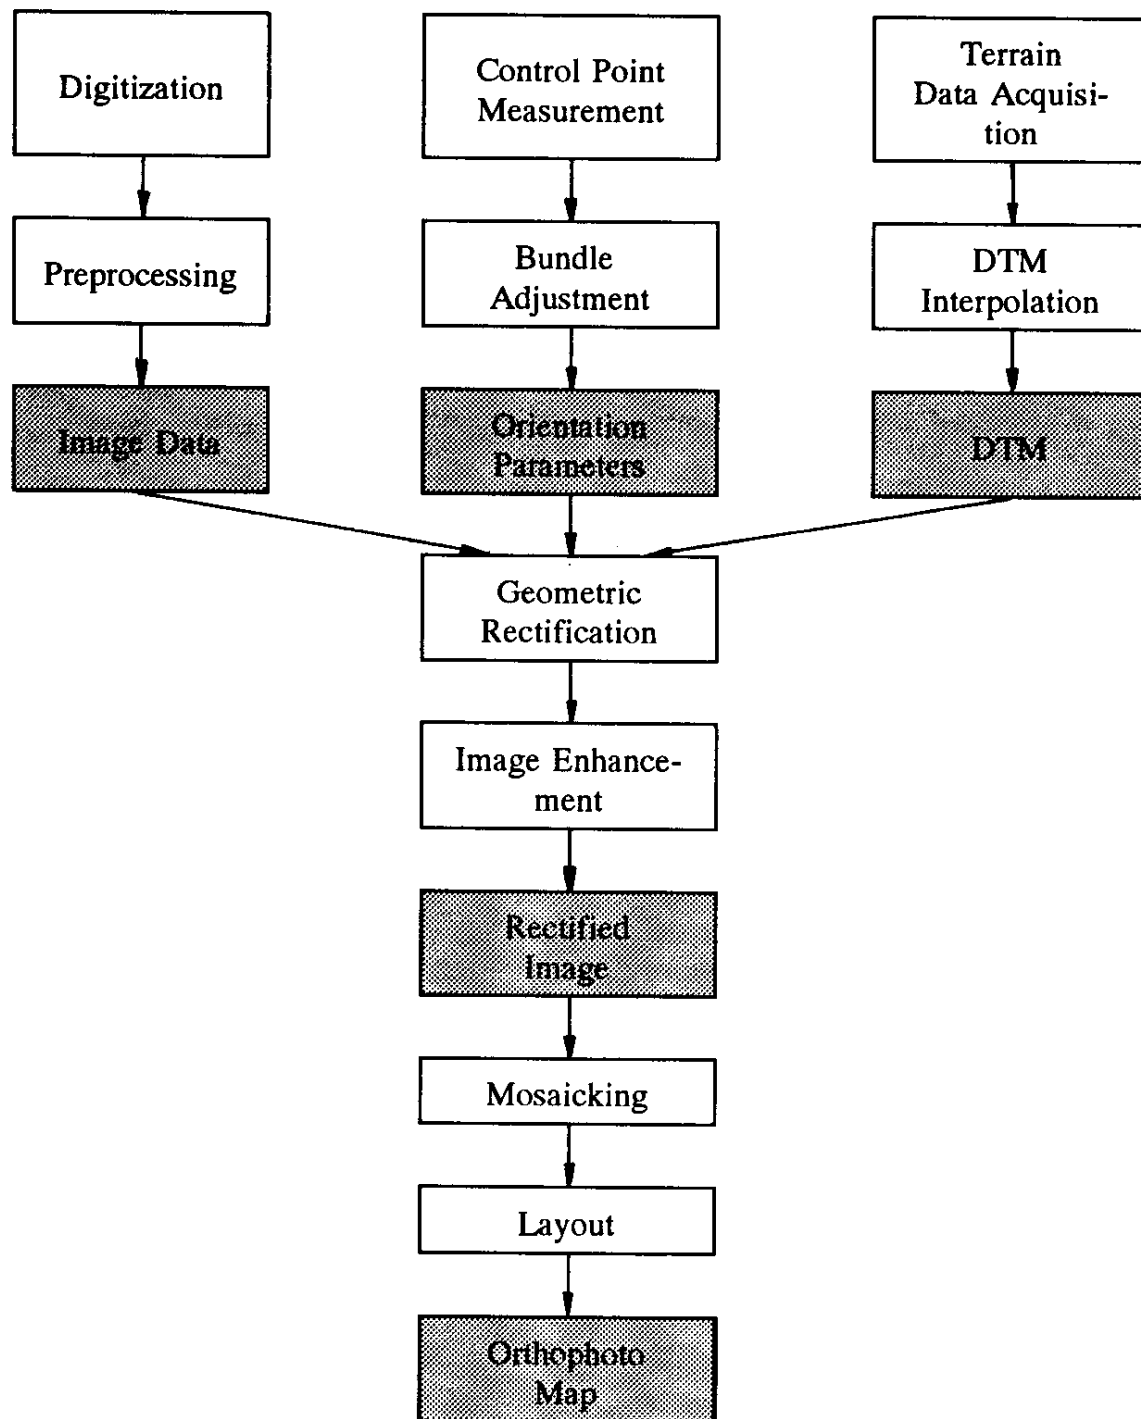 Digitization
Control Point
Measurement
Terrain
Data Acquisi-
tion
Preprocessing
Bundle
Adjustment
DTM
Interpolation
Image Data
Orientation
Parameters
DTM
Geometric
Rectification
Image Enhance-
ment
Rectified
Image
Mosaicking
Layout
Orthophoto
Map